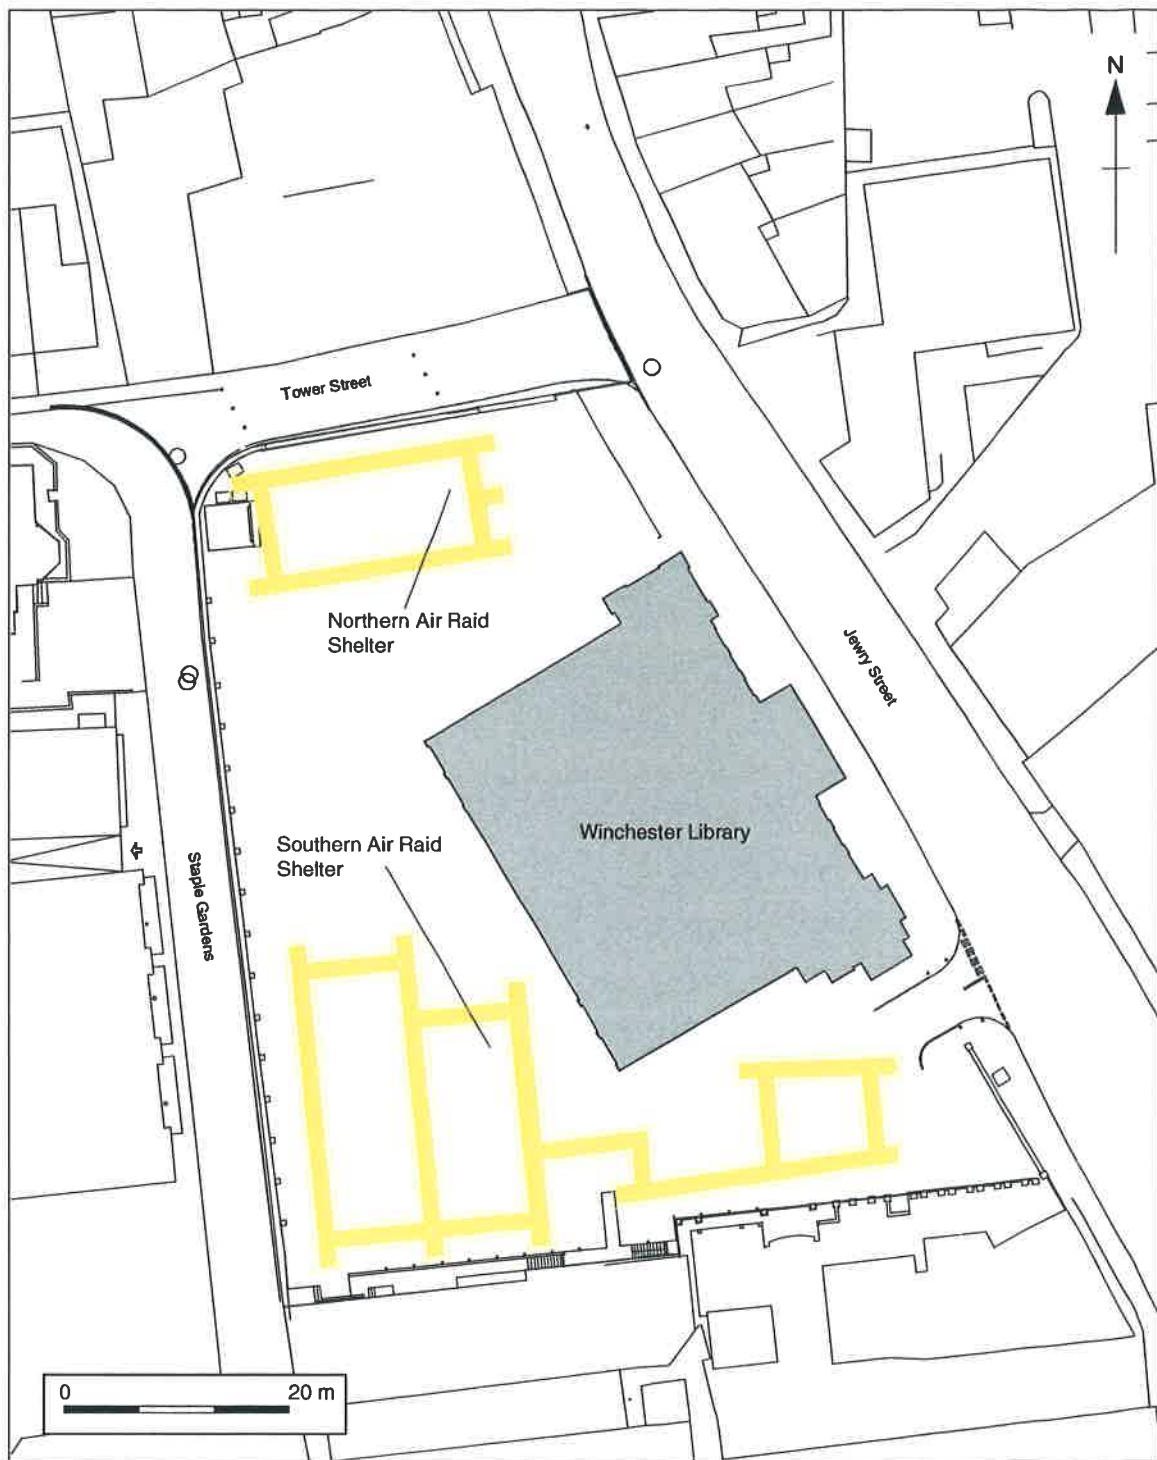 N
Tower Street
Northern Air Raid
Shelter
Jewry Street
Winchester Library
Southern Air Raid
Shelter
Staple Gardens
0 20 m